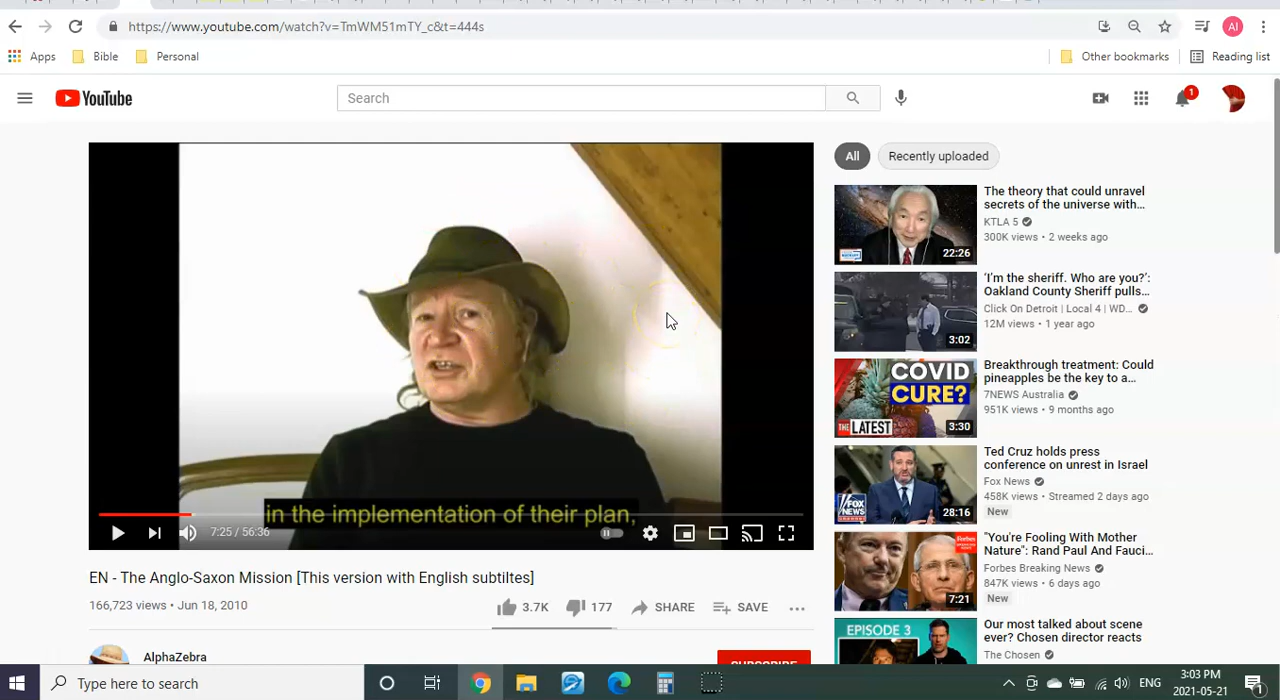 https://www.youtube.com/watch?v=TmWM51mTY_c&t=444s
AI
Apps
Bible
Personal
Other bookmarks
Reading list
YouTube
Search
1
in the implementation of their plan,
7:25 / 56:36
EN - The Anglo-Saxon Mission [This version with English subtiltes]
166,723 views • Jun 18, 2010
3.7K
177
SHARE
SAVE
AlphaZebra
SUBSCRIBE
All
Recently uploaded
22:26
The theory that could unravel
secrets of the universe with...
KTLA 5
300K views • 2 weeks ago
3:02
'I'm the sheriff. Who are you?':
Oakland County Sheriff pulls...
Click On Detroit | Local 4 | WD...
12M views • 1 year ago
COVID
CURE?
THE LATEST
3:30
Breakthrough treatment: Could
pineapples be the key to a...
7NEWS Australia
951K views • 9 months ago
FOX
NEWS
28:16
Ted Cruz holds press
conference on unrest in Israel
Fox News
458K views • Streamed 2 days ago
New
Forbes
7:21
"You're Fooling With Mother
Nature": Rand Paul And Fauci...
Forbes Breaking News
847K views • 6 days ago
New
EPISODE 3
Our most talked about scene
ever? Chosen director reacts
The Chosen
Type here to search
ENG
3:03 PM
2021-05-21
1